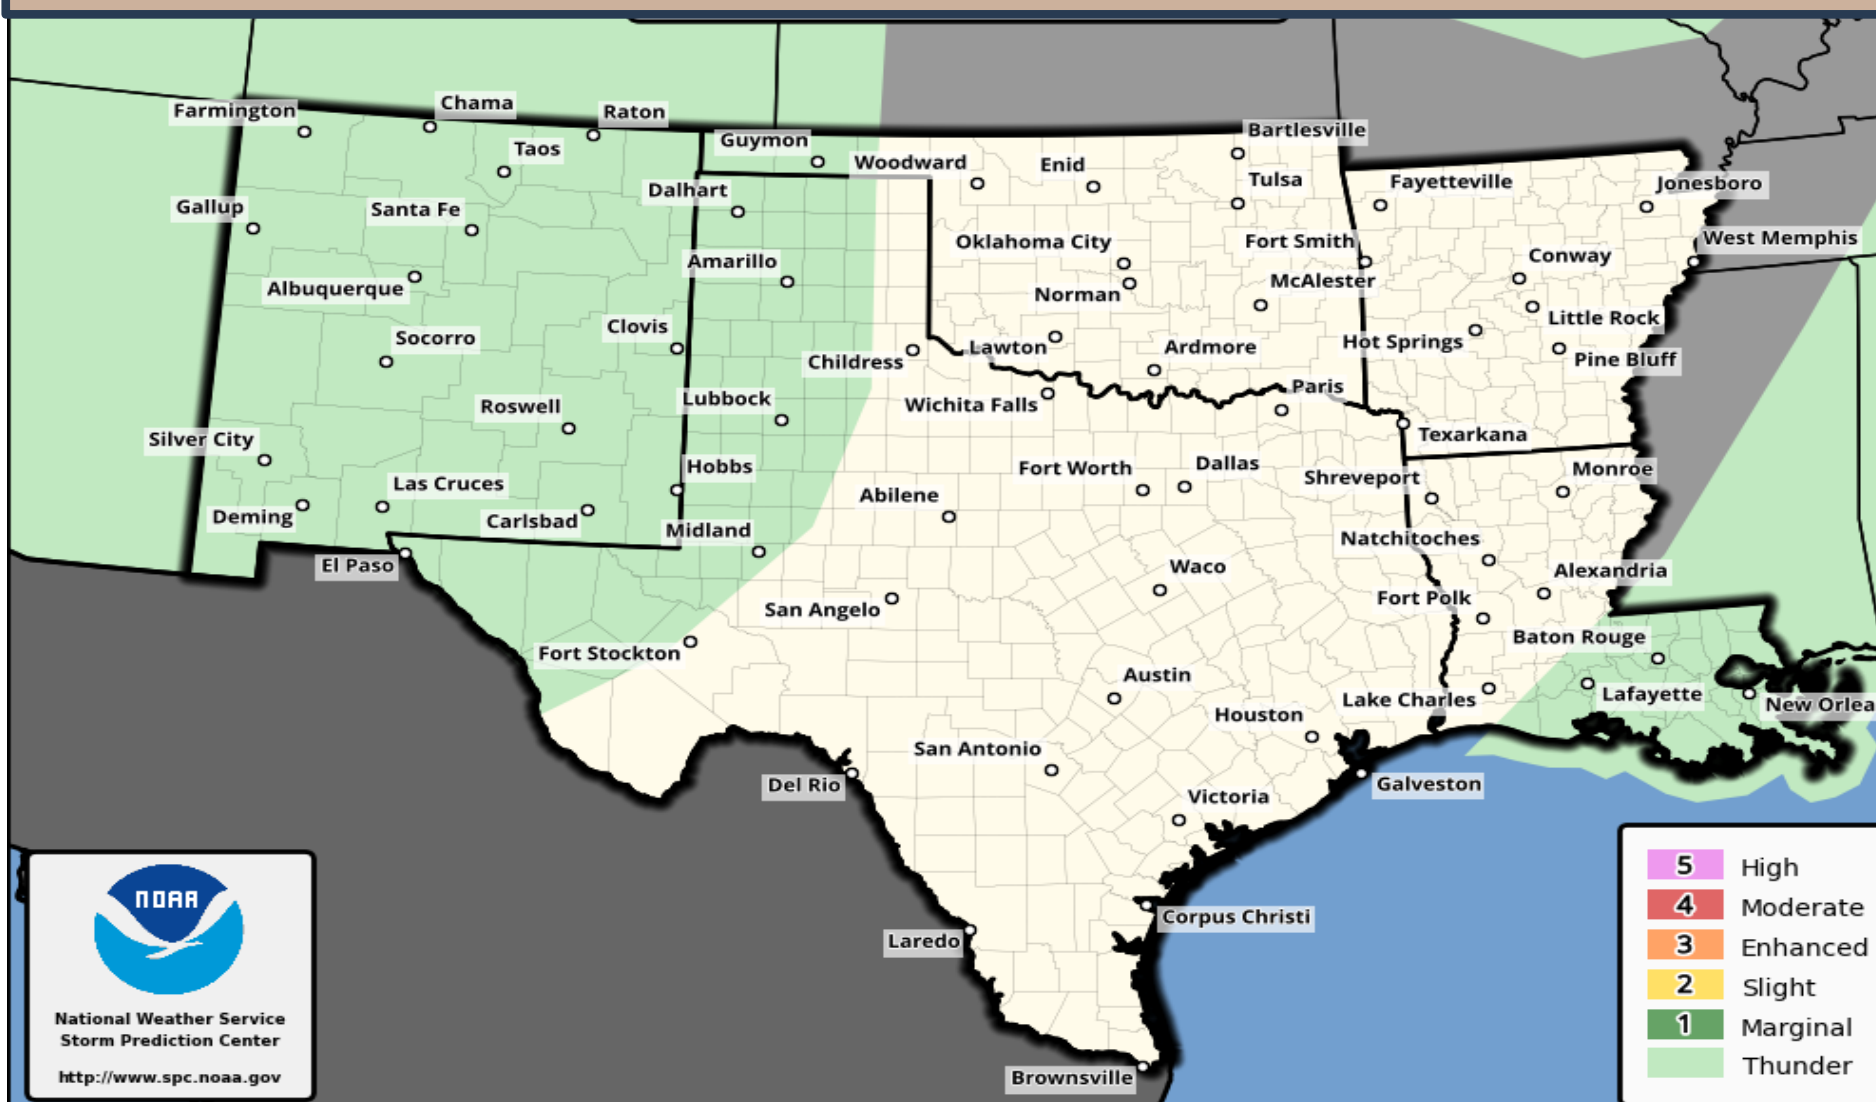 Farmington
Chama
Raton
Taos
Guymon
Woodward
Enid
Bartlesville
Tulsa
Fayetteville
Jonesboro
Gallup
Santa Fe
Dalhart
Oklahoma City
Fort Smith
Conway
West Memphis
Albuquerque
Amarillo
Norman
McAlester
Little Rock
Socorro
Clovis
Childress
Lawton
Ardmore
Hot Springs
Pine Bluff
Roswell
Lubbock
Wichita Falls
Paris
Texarkana
Silver City
Hobbs
Fort Worth
Dallas
Shreveport
Monroe
Las Cruces
Abilene
Deming
Carlsbad
Midland
Natchitoches
El Paso
Waco
Alexandria
San Angelo
Fort Polk
Fort Stockton
Baton Rouge
Austin
Lake Charles
Lafayette
New Orlea
Houston
San Antonio
Del Rio
Galveston
Victoria
Corpus Christi
Laredo
Brownsville
NOAA
National Weather Service
Storm Prediction Center
http://www.spc.noaa.gov
5 High
4 Moderate
3 Enhanced
2 Slight
1 Marginal
Thunder